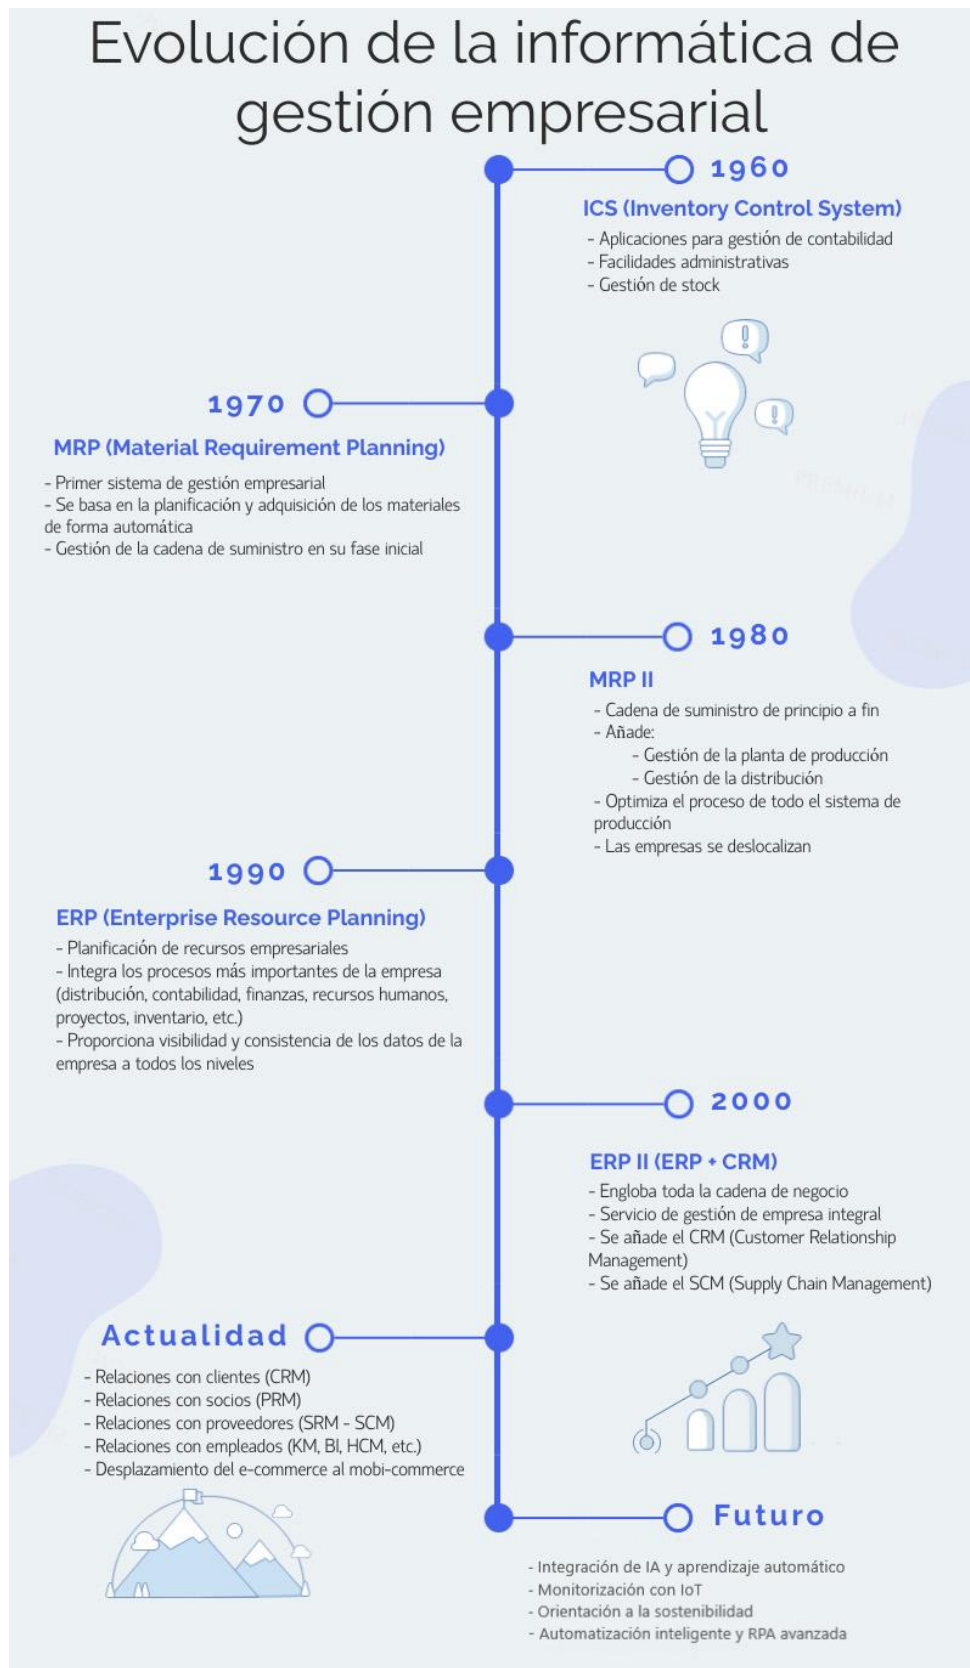 Evolución de la informática de
gestión empresarial
1960
ICS (Inventory Control System)
- Aplicaciones para gestión de contabilidad
- Facilidades administrativas
- Gestión de stock
1970
MRP (Material Requirement Planning)
- Primer sistema de gestión empresarial
- Se basa en la planificación y adquisición de los materiales
de forma automática
- Gestión de la cadena de suministro en su fase inicial
1980
MRP II
- Cadena de suministro de principio a fin
- Añade:
- Gestión de la planta de producción
- Gestión de la distribución
- Optimiza el proceso de todo el sistema de
producción
- Las empresas se deslocalizan
1990
ERP (Enterprise Resource Planning)
- Planificación de recursos empresariales
- Integra los procesos más importantes de la empresa
(distribución, contabilidad, finanzas, recursos humanos,
proyectos, inventario, etc.)
- Proporciona visibilidad y consistencia de los datos de la
empresa a todos los niveles
2000
ERP II (ERP + CRM)
- Engloba toda la cadena de negocio
- Servicio de gestión de empresa integral
- Se añade el CRM (Customer Relationship
Management)
- Se añade el SCM (Supply Chain Management)
Actualidad
- Relaciones con clientes (CRM)
- Relaciones con socios (PRM)
- Relaciones con proveedores (SRM - SCM)
- Relaciones con empleados (KM, BI, HCM, etc.)
- Desplazamiento del e-commerce al mobi-commerce
Futuro
- Integración de IA y aprendizaje automático
- Monitorización con IoT
- Orientación a la sostenibilidad
- Automatización inteligente y RPA avanzada